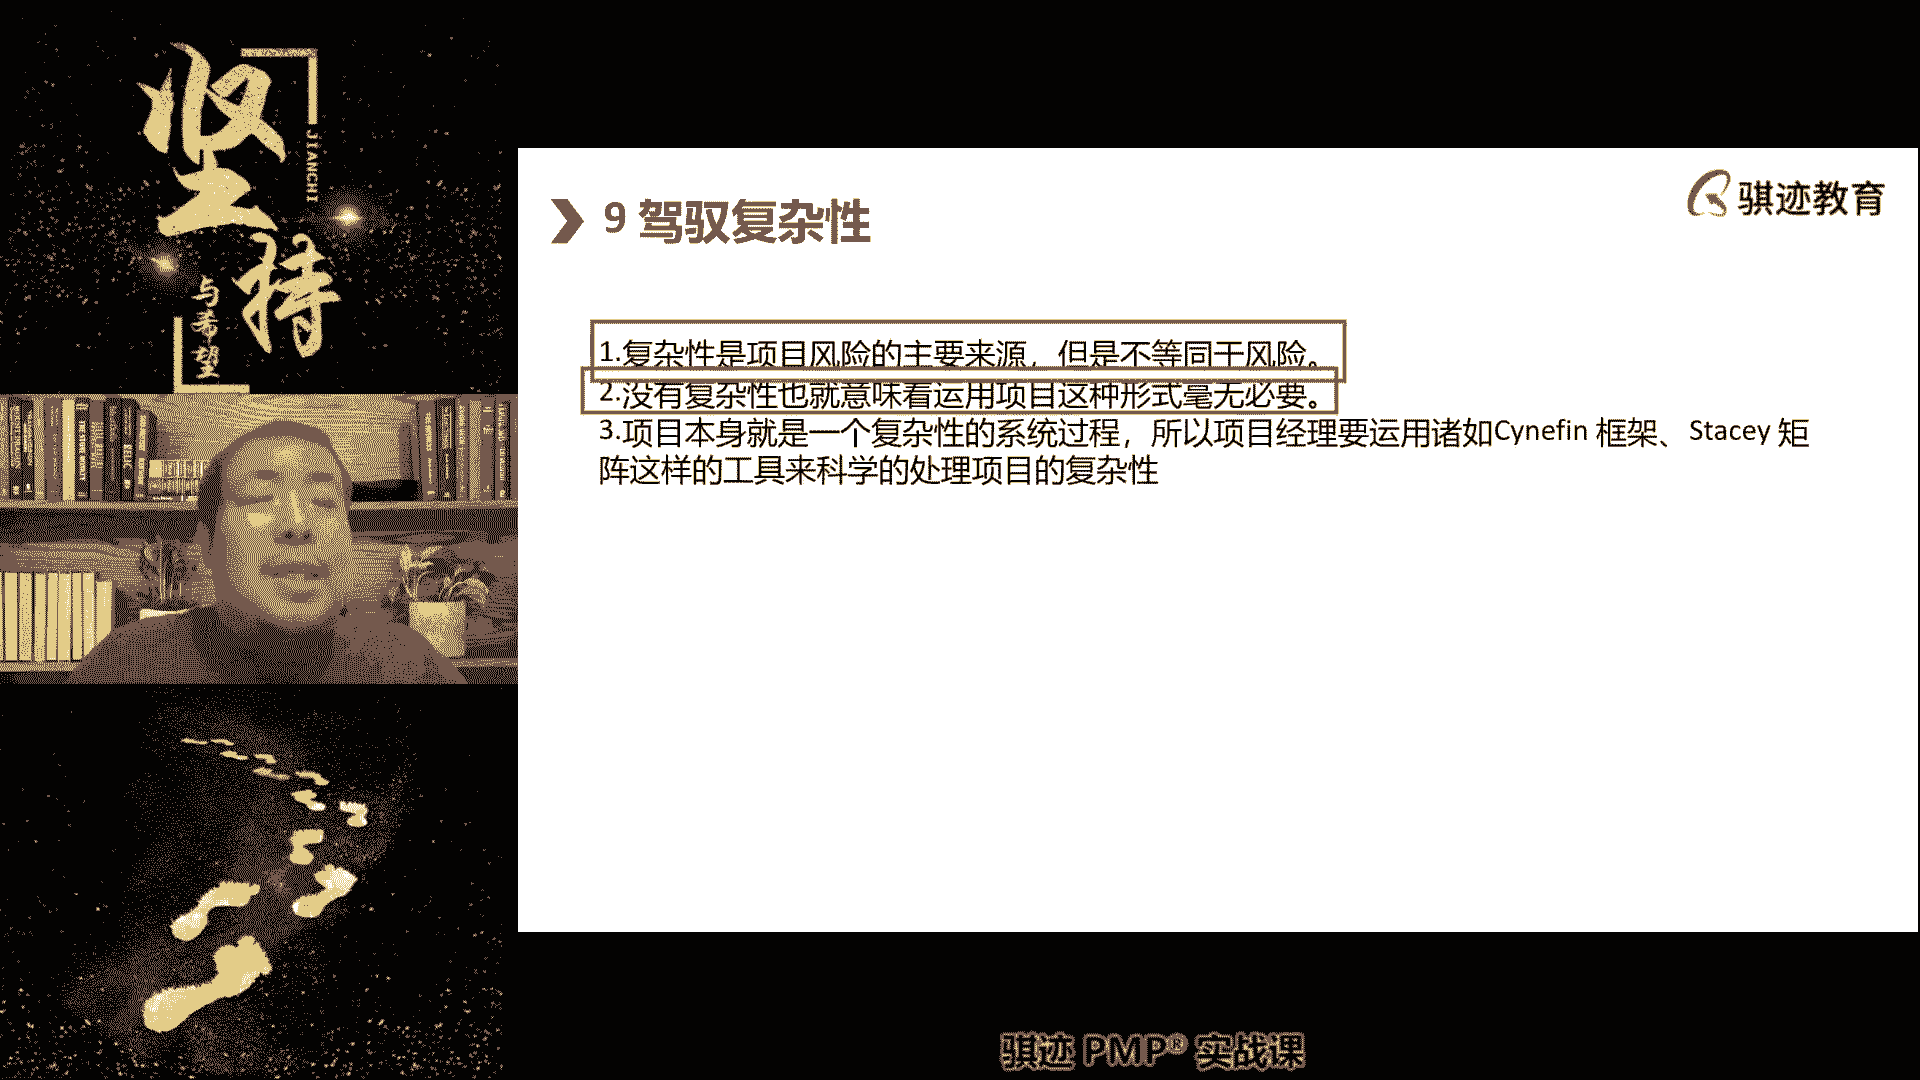 坚持
JIANCHI
与希望
骐迹教育
9 驾驭复杂性
1.复杂性是项目风险的主要来源，但是不等同于风险。
2.没有复杂性也就意味着运用项目这种形式毫无必要。
3.项目本身就是一个复杂性的系统过程，所以项目经理要运用诸如Cynefin 框架、Stacey 矩
阵这样的工具来科学的处理项目的复杂性
骐迹 PMP® 实战课